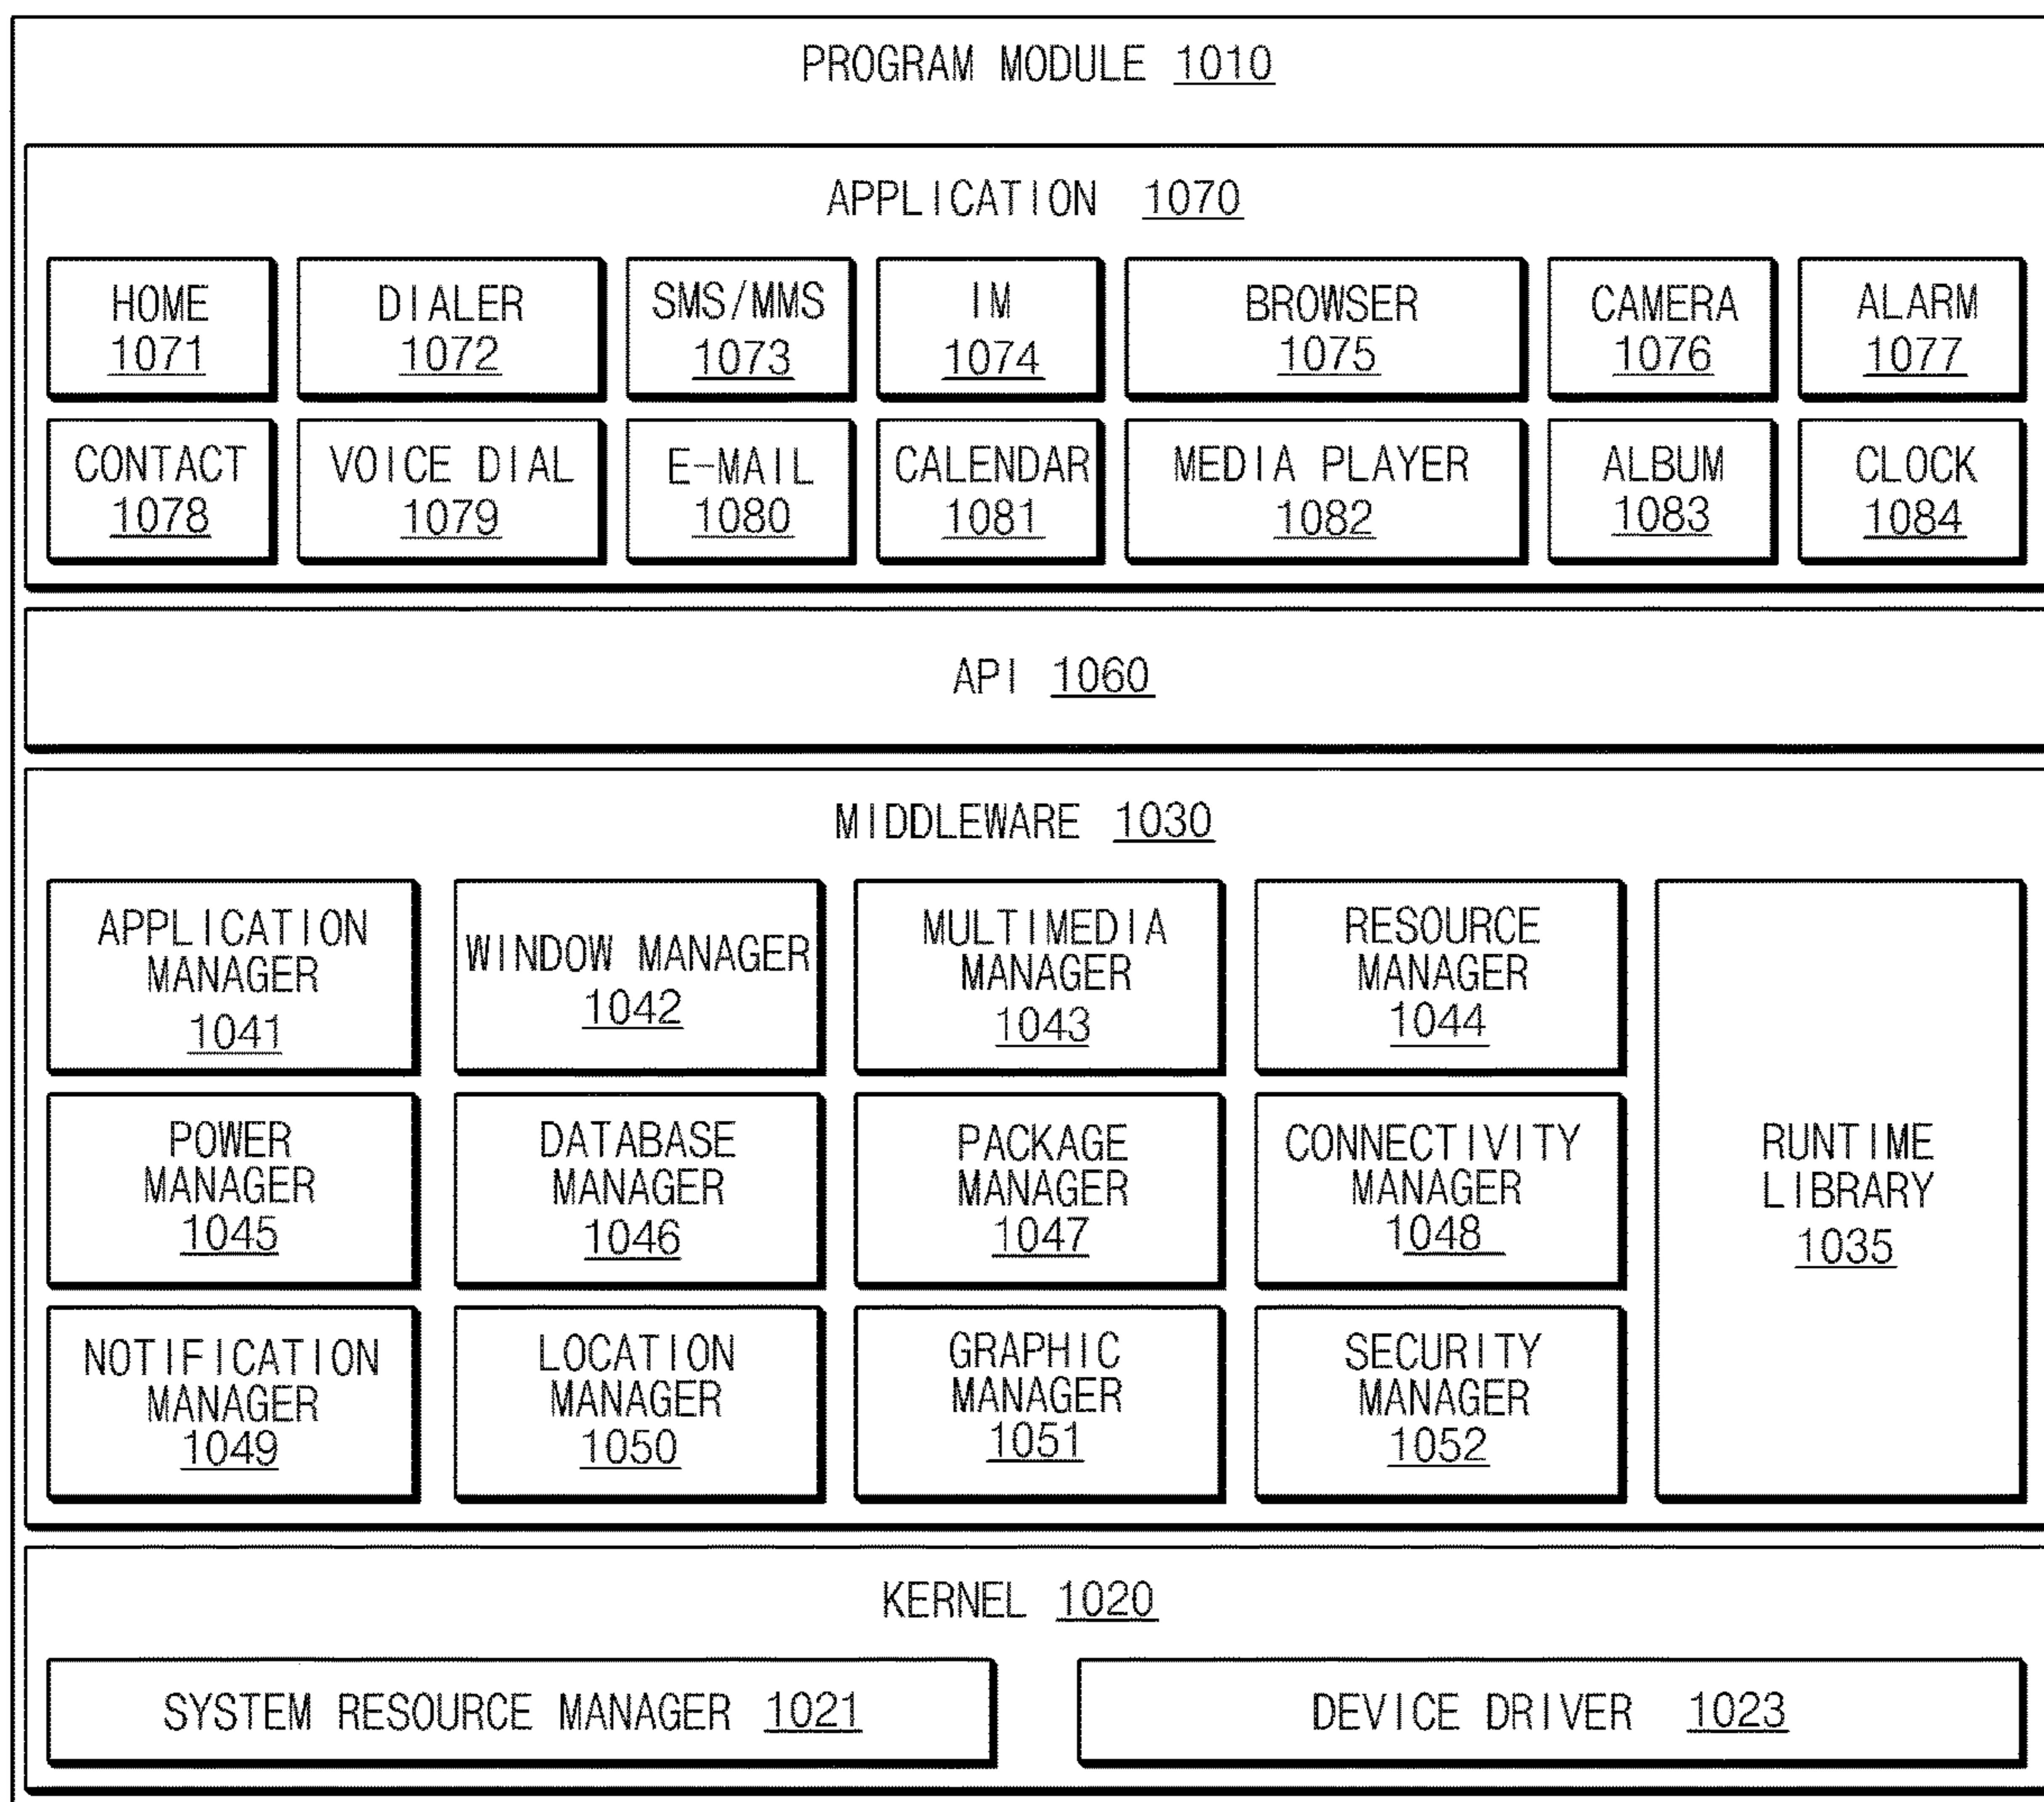 PROGRAM MODULE 1010
APPLICATION 1070
HOME
1071
DIALER
1072
SMS/MMS
1073
IM
1074
BROWSER
1075
CAMERA
1076
ALARM
1077
CONTACT
1078
VOICE DIAL
1079
E-MAIL
1080
CALENDAR
1081
MEDIA PLAYER
1082
ALBUM
1083
CLOCK
1084
API 1060
MIDDLEWARE 1030
APPLICATION
MANAGER
1041
WINDOW MANAGER
1042
MULTIMEDIA
MANAGER
1043
RESOURCE
MANAGER
1044
POWER
MANAGER
1045
DATABASE
MANAGER
1046
PACKAGE
MANAGER
1047
CONNECTIVITY
MANAGER
1048
RUNTIME
LIBRARY
1035
NOTIFICATION
MANAGER
1049
LOCATION
MANAGER
1050
GRAPHIC
MANAGER
1051
SECURITY
MANAGER
1052
KERNEL 1020
SYSTEM RESOURCE MANAGER 1021
DEVICE DRIVER 1023